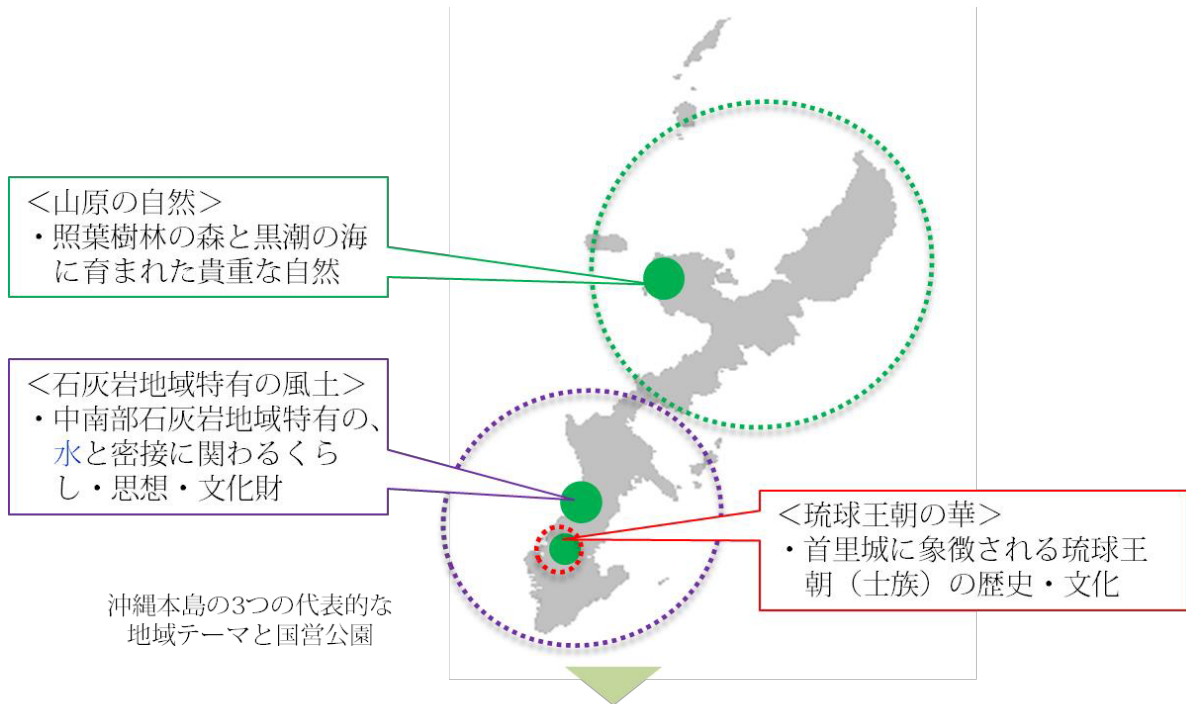 ＜山原の自然＞
・照葉樹林の森と黒潮の海
に育まれた貴重な自然
＜石灰岩地域特有の風土＞
・中南部石灰岩地域特有の、
水と密接に関わるくら
し・思想・文化財
＜琉球王朝の華＞
・首里城に象徴される琉球王
朝（士族）の歴史・文化
沖縄本島の3つの代表的な
地域テーマと国営公園